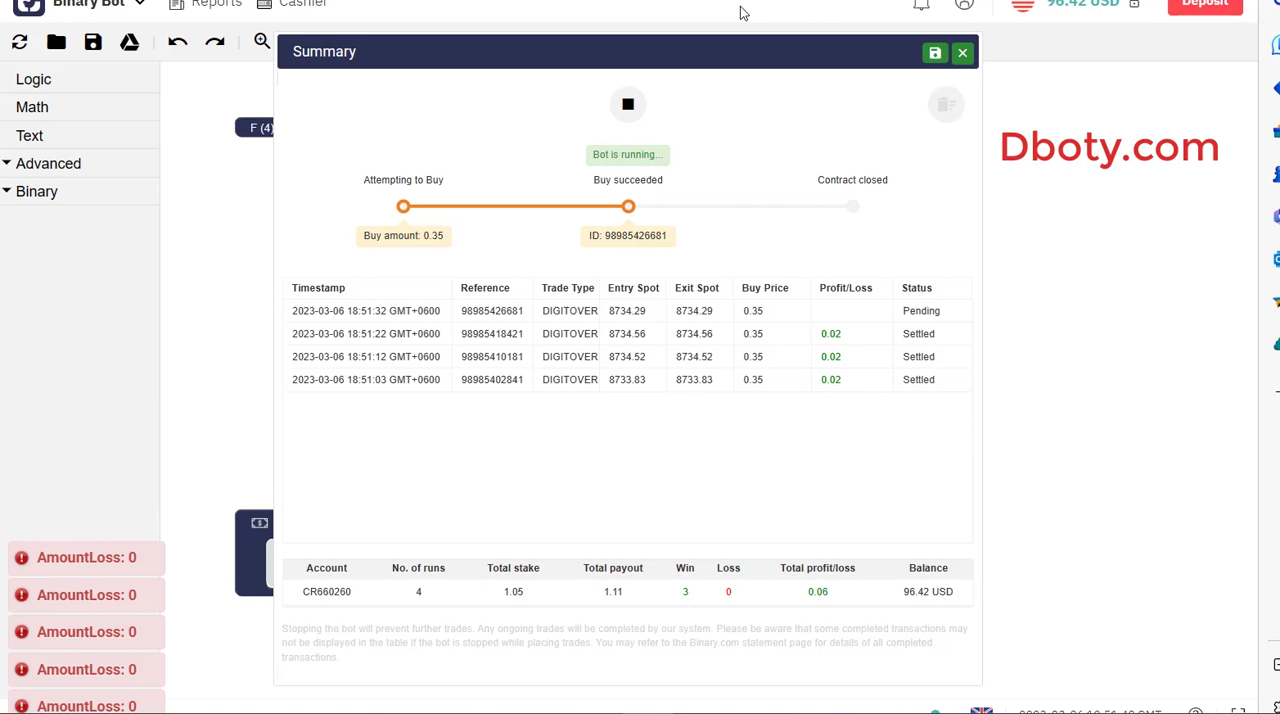 Binary Bot
Reports
Cashier
96.42 USD
Deposit
Summary
Logic
Math
Text
Advanced
Binary
F (4)
Dboty.com
Bot is running...
Attempting to Buy
Buy succeeded
Contract closed
Buy amount: 0.35
ID: 98985426681
Timestamp Reference Trade Type Entry Spot Exit Spot Buy Price Profit/Loss Status
2023-03-06 18:51:32 GMT+0600 98985426681 DIGITOVER 8734.29 8734.29 0.35 Pending
2023-03-06 18:51:22 GMT+0600 98985418421 DIGITOVER 8734.56 8734.56 0.35 0.02 Settled
2023-03-06 18:51:12 GMT+0600 98985410181 DIGITOVER 8734.52 8734.52 0.35 0.02 Settled
2023-03-06 18:51:03 GMT+0600 98985402841 DIGITOVER 8733.83 8733.83 0.35 0.02 Settled
AmountLoss: 0
AmountLoss: 0
AmountLoss: 0
AmountLoss: 0
AmountLoss: 0
Account No. of runs Total stake Total payout Win Loss Total profit/loss Balance
CR660260 4 1.05 1.11 3 0 0.06 96.42 USD
Stopping the bot will prevent further trades. Any ongoing trades will be completed by our system. Please be aware that some completed transactions may
not be displayed in the table if the bot is stopped while placing trades. You may refer to the Binary.com statement page for details of all completed
transactions.